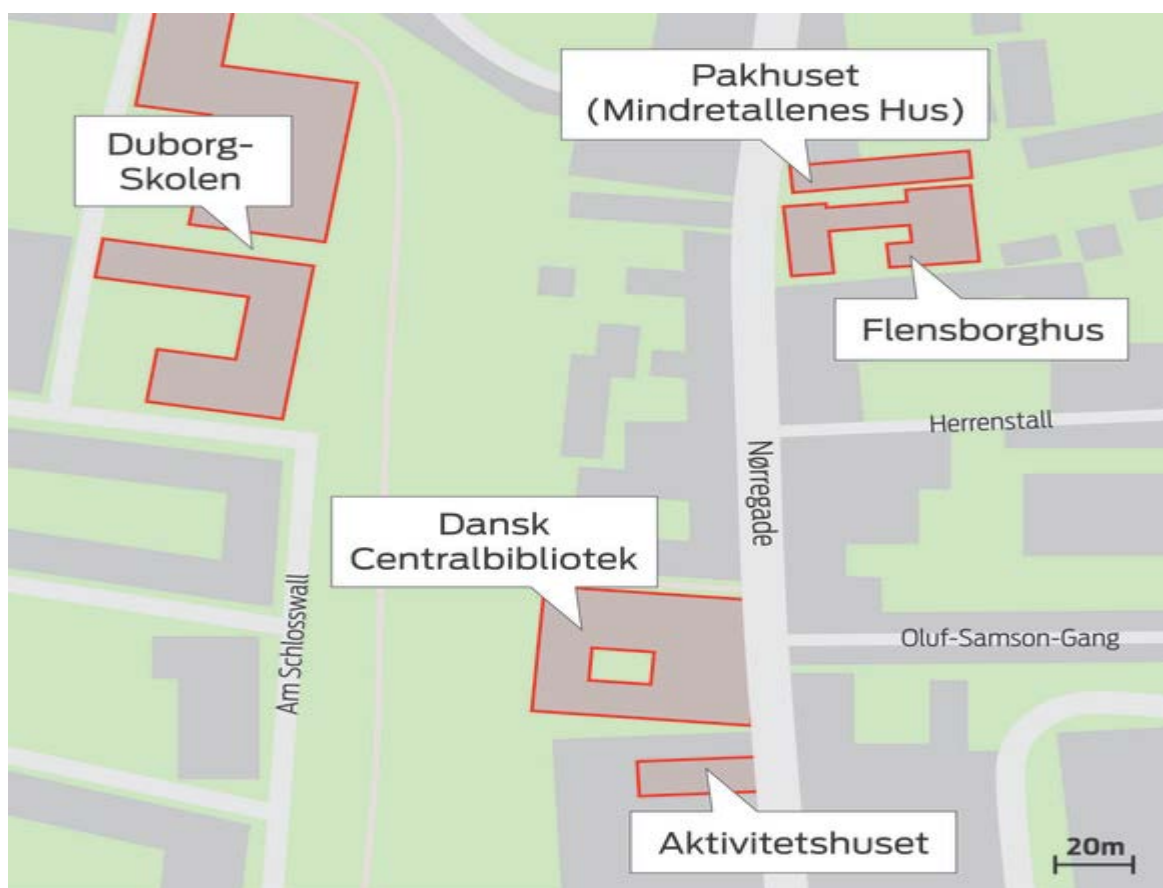 Pakhuset
(Mindretallenes Hus)
Duborg-
Skolen
Flensborghus
Herrenstall
Nørregade
Dansk
Centralbibliotek
Am Schlosswall
Oluf-Samson-Gang
Aktivitetshuset
20m